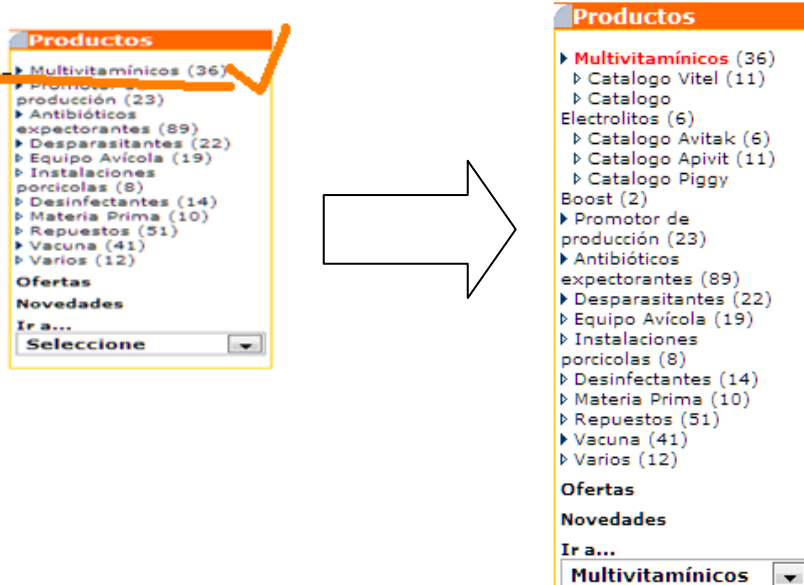 Productos
Multivitamínicos (36)
Promotor de
producción (23)
Antibióticos
expectorantes (89)
Desparasitantes (22)
Equipo Avícola (19)
Instalaciones
porcicolas (8)
Desinfectantes (14)
Materia Prima (10)
Repuestos (51)
Vacuna (41)
Varios (12)
Ofertas
Novedades
Ir a...
Seleccione
Productos
Multivitamínicos (36)
Catalogo Vitel (11)
Catalogo
Electrolitos (6)
Catalogo Avitak (6)
Catalogo Apivit (11)
Catalogo Piggy
Boost (2)
Promotor de
producción (23)
Antibióticos
expectorantes (89)
Desparasitantes (22)
Equipo Avícola (19)
Instalaciones
porcicolas (8)
Desinfectantes (14)
Materia Prima (10)
Repuestos (51)
Vacuna (41)
Varios (12)
Ofertas
Novedades
Ir a...
Multivitamínicos